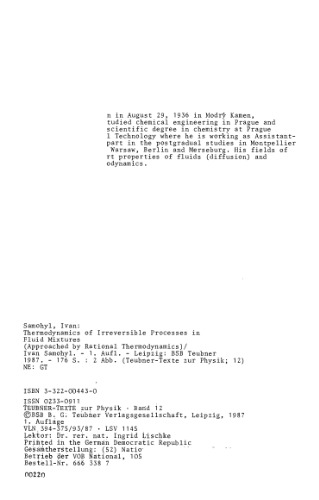 n in August 29, 1936 in Modrý Kamen,
tudied chemical engineering in Prague and
scientific degree in chemistry at Prague
l Technology where he is working as Assistant-
part in the postgradual studies in Montpellier
Warsaw, Berlin and Merseburg. His fields of
rt properties of fluids (diffusion) and
odynamics.
Samohyl, Ivan:
Thermodynamics of Irreversible Processes in
Fluid Mixtures
(Approached by Rational Thermodynamics)/
Ivan Samohyl. - 1. Aufl. - Leipzig: BSB Teubner
1987. - 176 S. : 2 Abb. (Teubner-Texte zur Physik; 12)
NE: GT
ISBN 3-322-00443-0
ISSN 0233-0911
TEUBNER-TEXTE zur Physik - Band 12
©BSB B. G. Teubner Verlagsgesellschaft, Leipzig, 1987
1. Auflage
VLN 294-375/93/87 · LSV 1145
Lektor: Dr. rer. nat. Ingrid Lischke
Printed in the German Democratic Republic
Gesamtherstellung: (52) Natio
Betrieb der VOB National, 105
Bestell-Nr. 666 338 7
00220